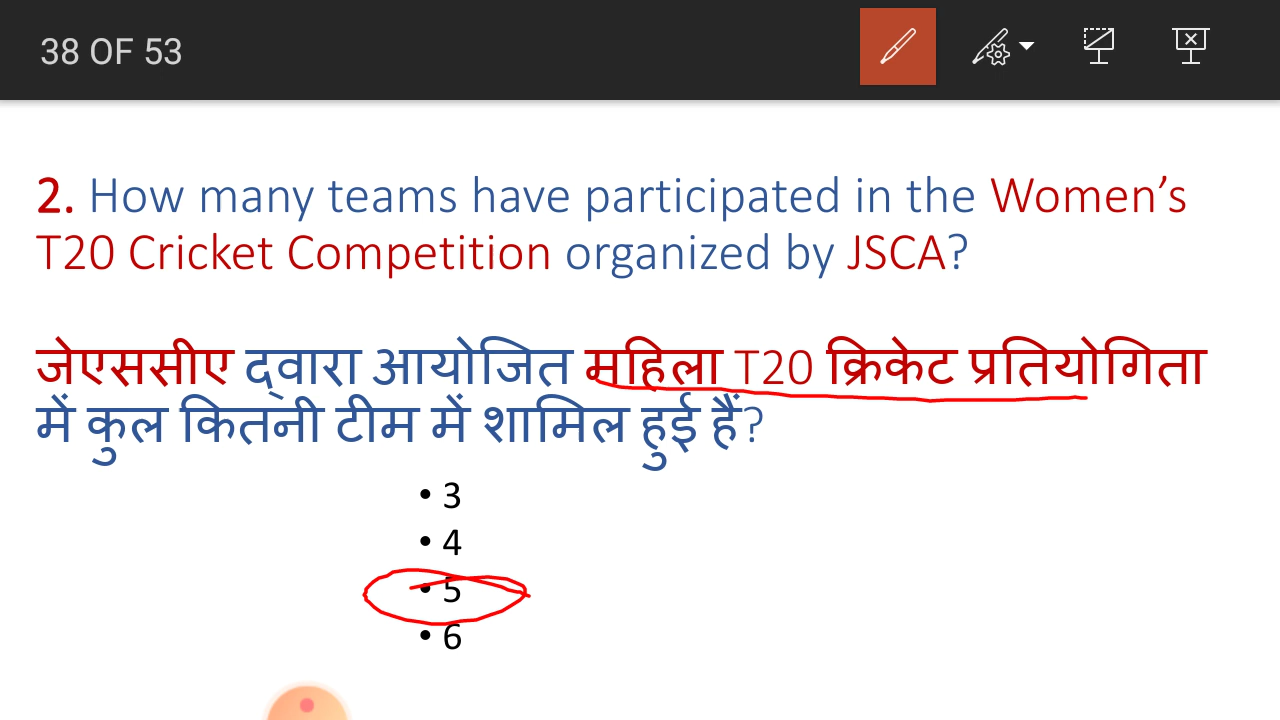 38 OF 53
2. How many teams have participated in the Women’s
T20 Cricket Competition organized by JSCA?
जेएससीए द्वारा आयोजित महिला T20 क्रिकेट प्रतियोगिता
में कुल कितनी टीम में शामिल हुई हैं?
• 3
• 4
• 5
• 6